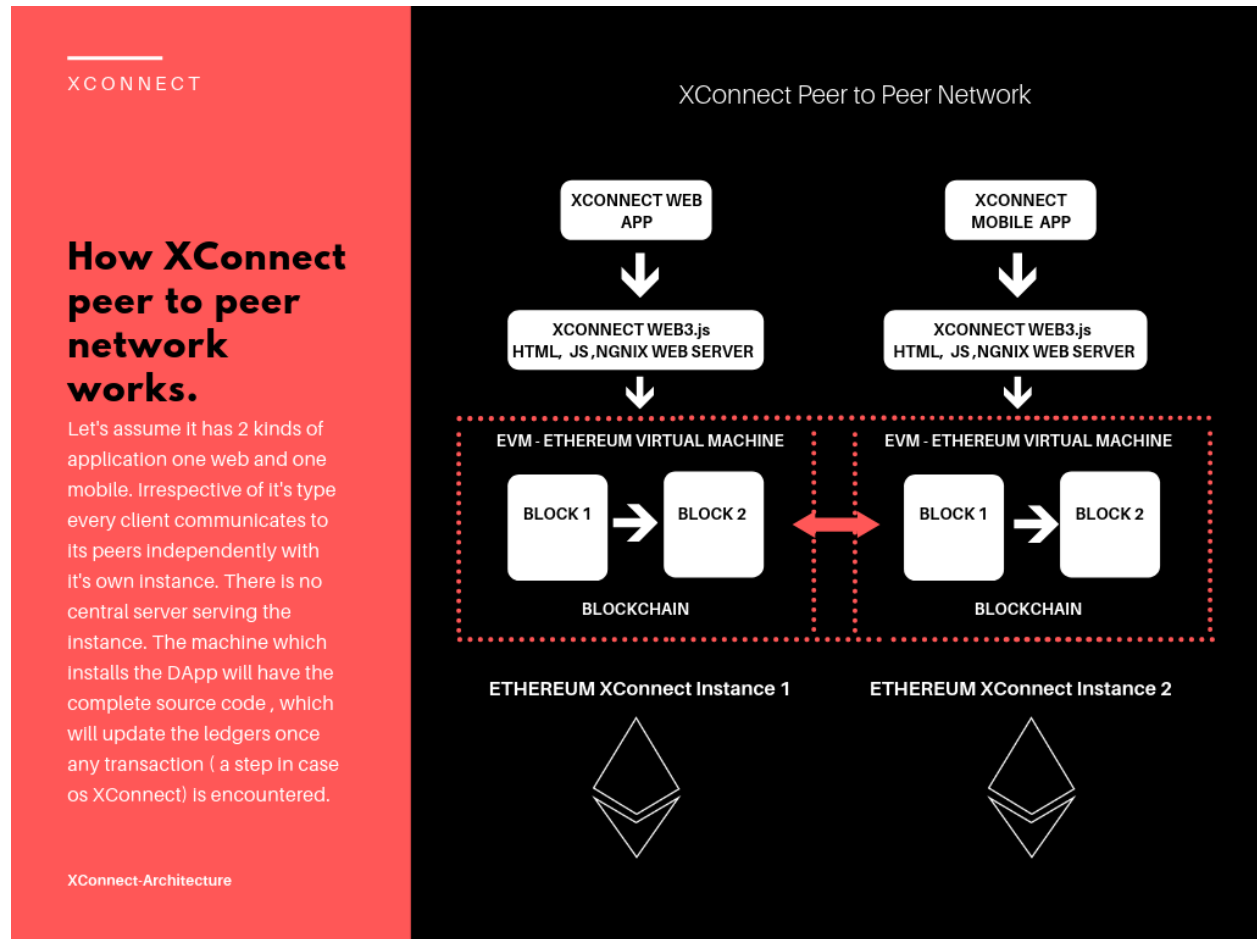 XCONNECT
How XConnect
peer to peer
network
works.
Let's assume it has 2 kinds of
application one web and one
mobile. Irrespective of it's type
every client communicates to
its peers independently with
it's own instance. There is no
central server serving the
instance. The machine which
installs the DApp will have the
complete source code , which
will update the ledgers once
any transaction ( a step in case
os XConnect) is encountered.
XConnect-Architecture
XConnect Peer to Peer Network
XCONNECT WEB
APP
XCONNECT
MOBILE APP
XCONNECT WEB3.js
HTML, JS ,NGNIX WEB SERVER
XCONNECT WEB3.js
HTML, JS ,NGNIX WEB SERVER
EVM - ETHEREUM VIRTUAL MACHINE
EVM - ETHEREUM VIRTUAL MACHINE
BLOCK 1
BLOCK 2
BLOCK 1
BLOCK 2
BLOCKCHAIN
BLOCKCHAIN
ETHEREUM XConnect Instance 1
ETHEREUM XConnect Instance 2